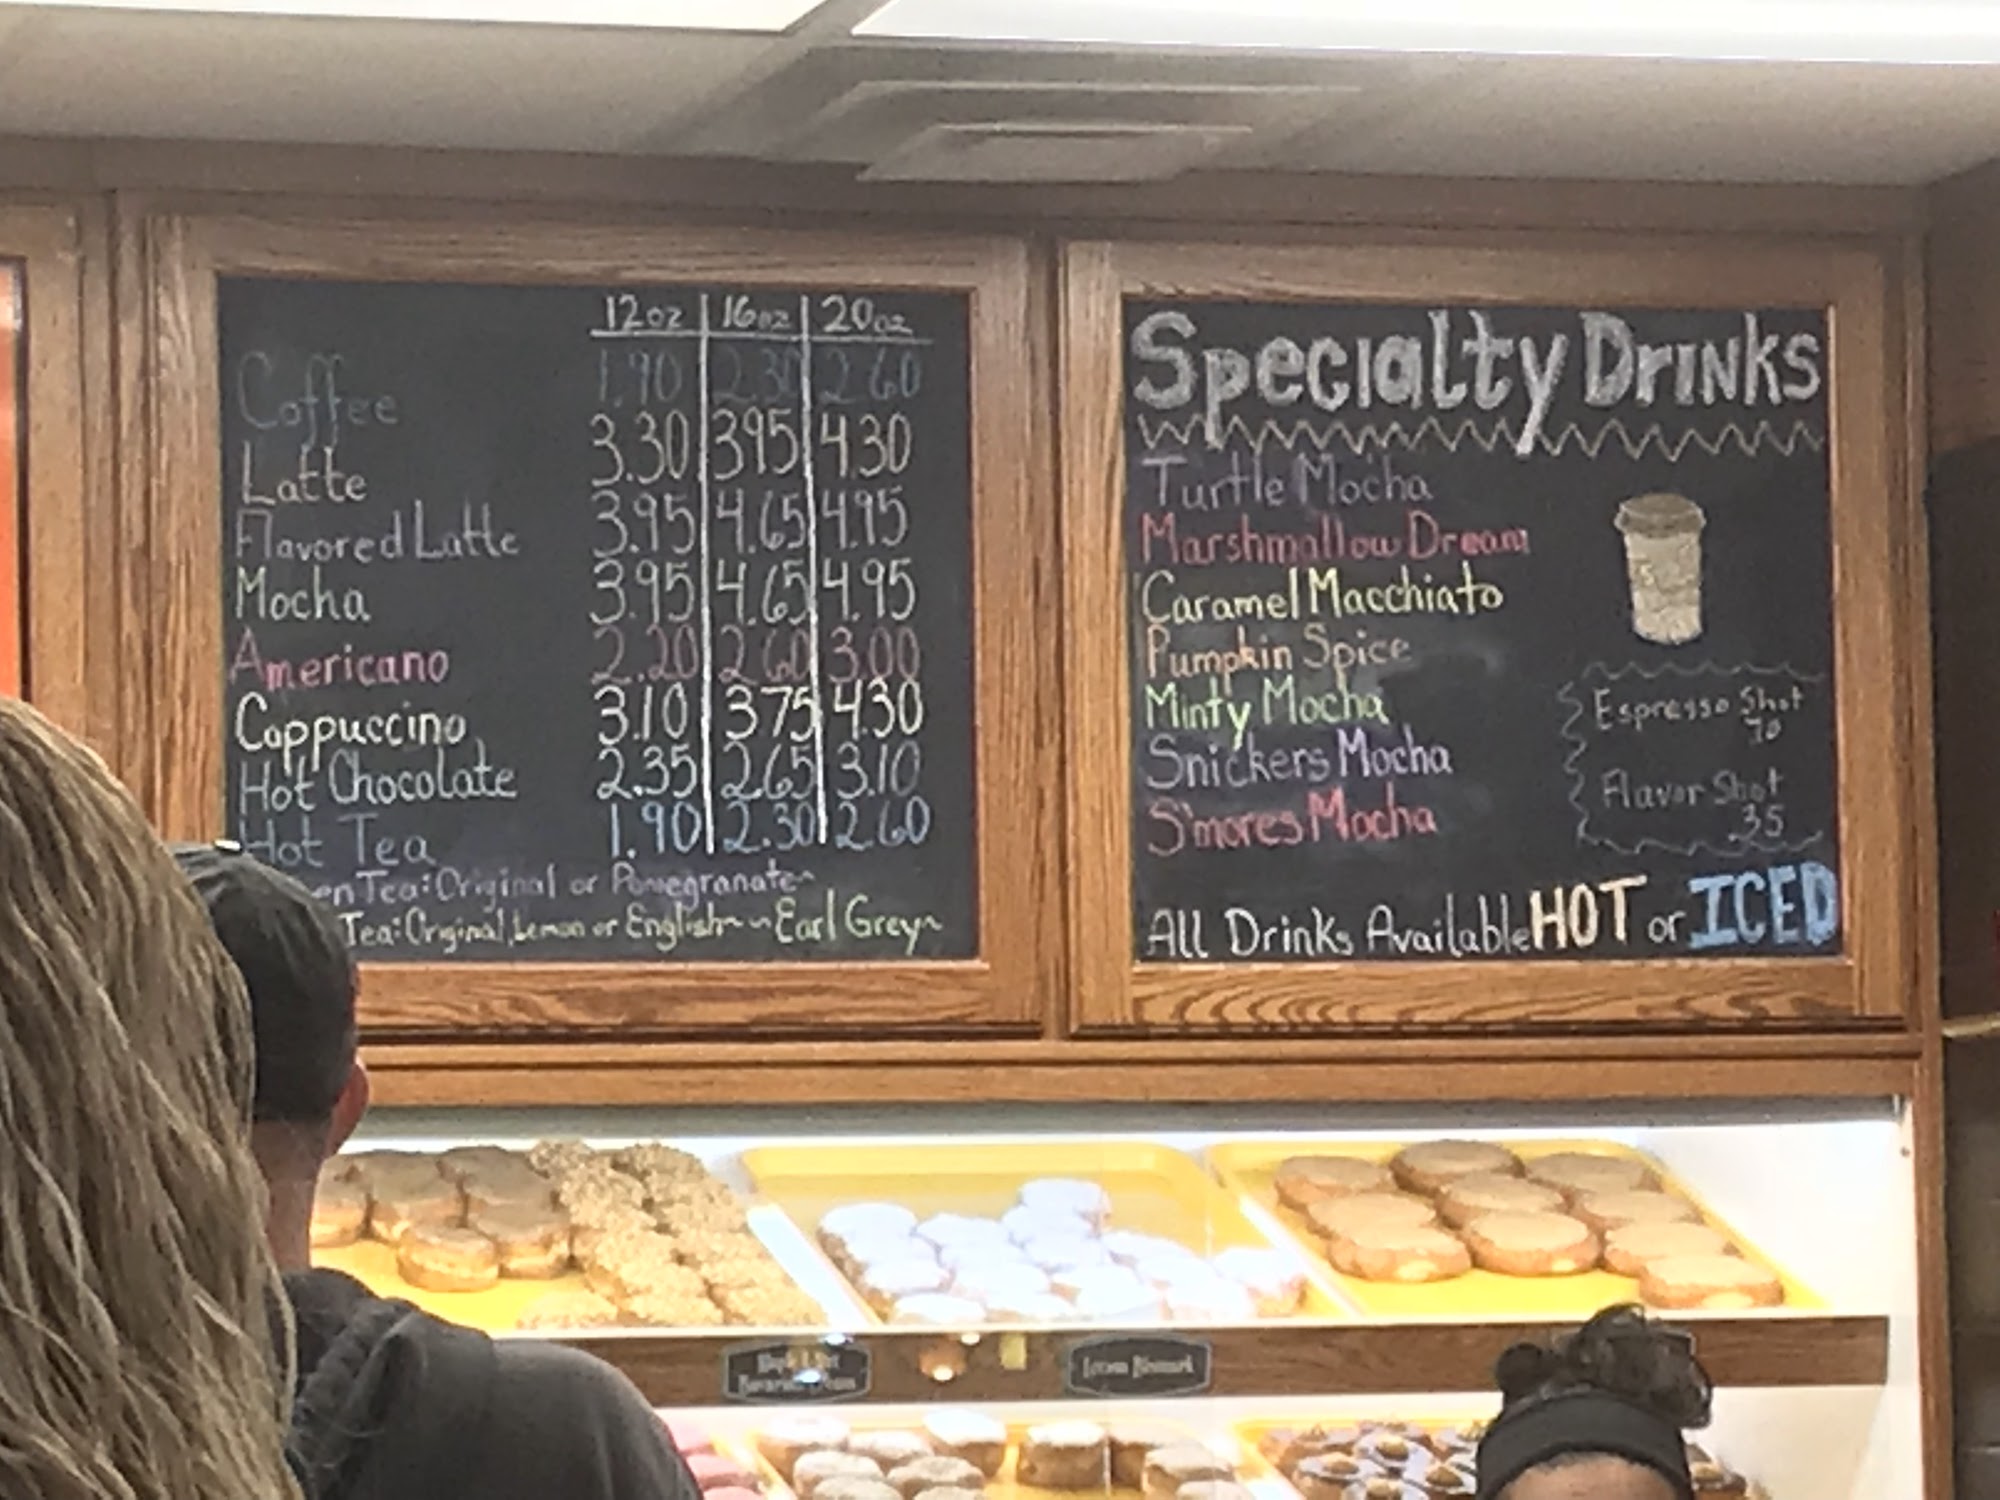 12oz 16oz 20oz
Coffee 1.90 2.30 2.60
Latte 3.30 395 4.30
Flavored Latte 3.95 4.65 4.95
Mocha 3.95 4.65 4.95
Americano 2.20 2.60 3.00
Cappuccino 3.10 375 4.30
Hot Chocolate 2.35 2.65 3.10
Hot Tea 1.90 2.30 2.60
Tea: Original or Pomegranate
Tea: Original, Lemon or English ~ Earl Grey
Specialty Drinks
Turtle Mocha
Marshmallow Dream
Caramel Macchiato
Pumpkin Spice
Minty Mocha
Snickers Mocha
S'mores Mocha
Espresso Shot
70
Flavor Shot
.35
All Drinks Available HOT or ICED